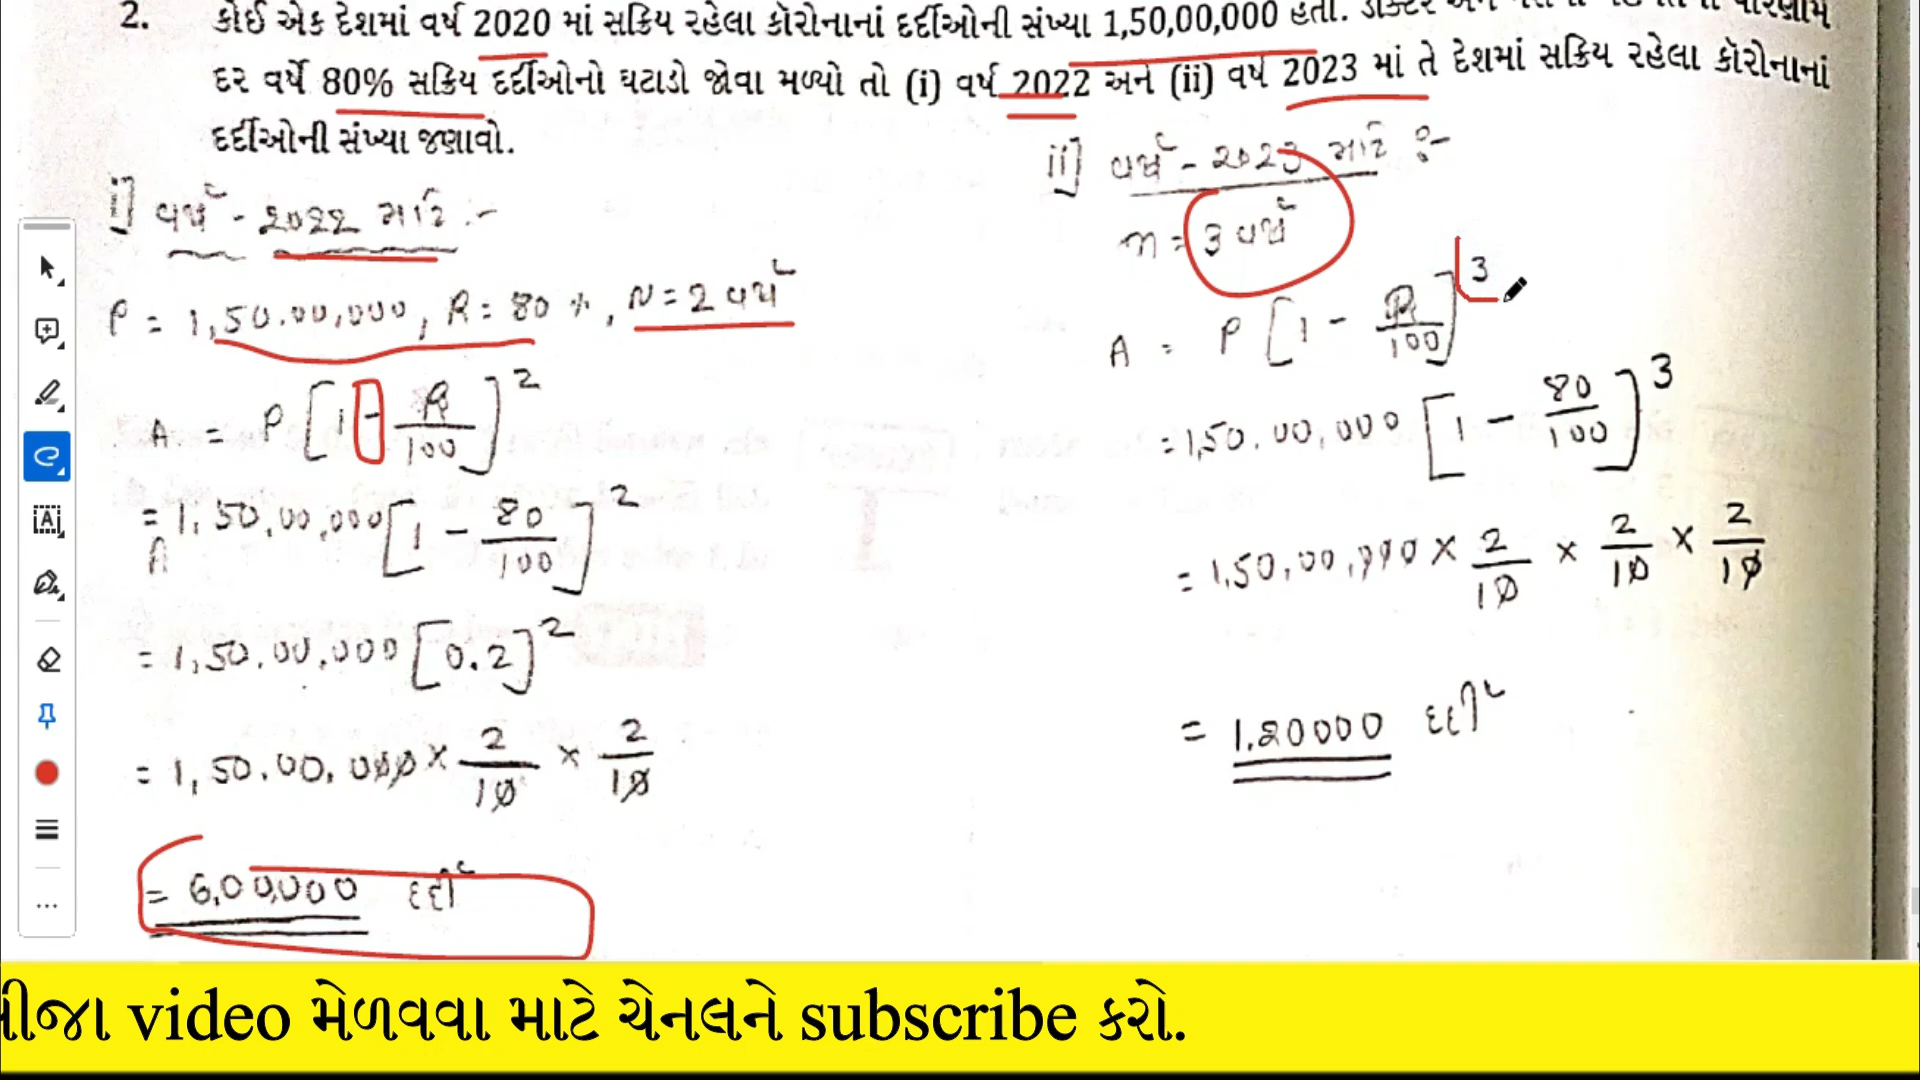 2. કોઈ એક દેશમાં વર્ષ 2020 માં સક્રિય રહેલા કૉરોનાનાં દર્દીઓની સંખ્યા 1,50,00,000 હતી. ડૉક્ટર અને
દર વર્ષે 80% સક્રિય દર્દીઓનો ઘટાડો જોવા મળ્યો તો (i) વર્ષ 2022 અને (ii) વર્ષ 2023 માં તે દેશમાં સક્રિય રહેલા કૉરોનાનાં
દર્દીઓની સંખ્યા જણાવો.
i] વર્ષ - ૨૦૨૨ માટે :-
P = 1,50.00,000, R = 80 %, N = 2 વર્ષ
A = P [1 - R/100]²
= 1,50,00,000 [1 - 80/100]²
A
= 1,50,00,000 [0.2]²
= 1,50.00,000 × 2/10 × 2/10
= 6,00,000 દર્દી
ii] વર્ષ - ૨૦૨૩ માટે :-
n = 3 વર્ષ
A = P [1 - R/100]³
= 1,50.00,000 [1 - 80/100]³
= 1,50,00,000 × 2/10 × 2/10 × 2/10
= 1.20000 દર્દી
બીજા video મેળવવા માટે ચેનલને subscribe કરો.